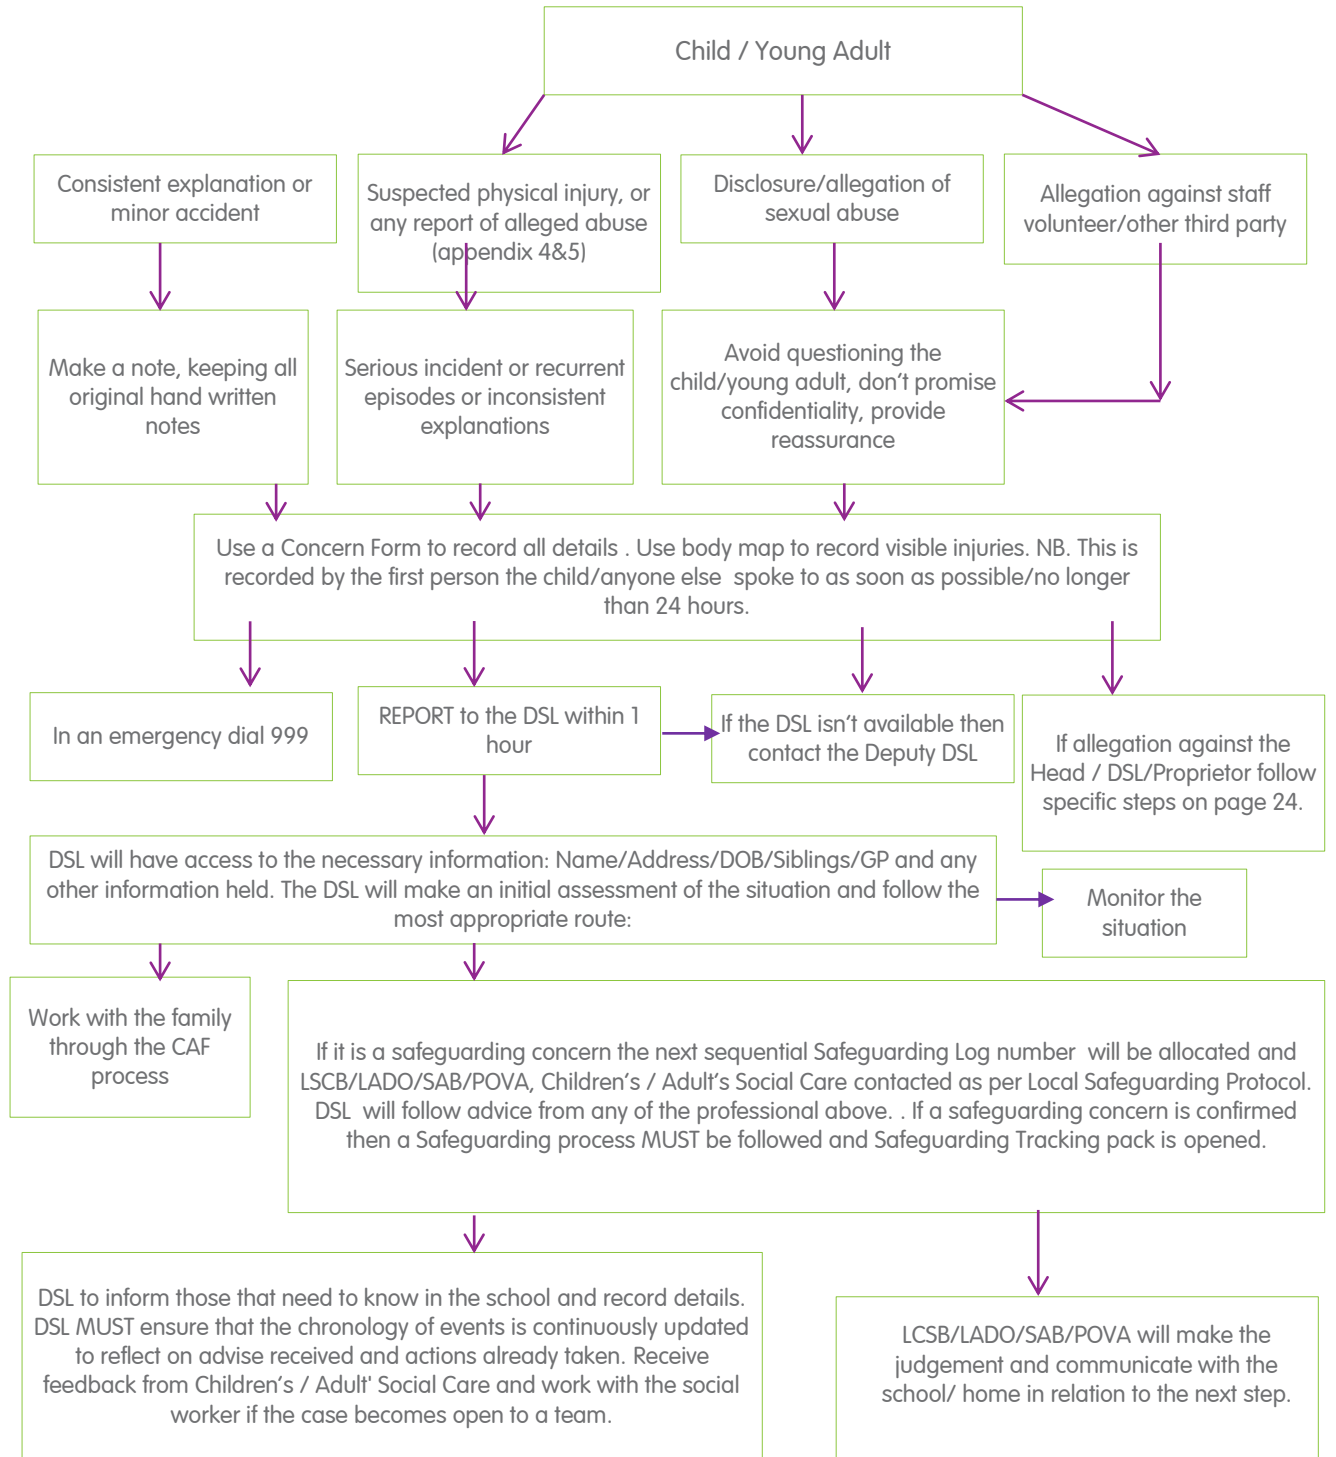 Child / Young Adult
Consistent explanation or
minor accident
Suspected physical injury, or
any report of alleged abuse
(appendix 4&5)
Disclosure/allegation of
sexual abuse
Allegation against staff
volunteer/other third party
Make a note, keeping all
original hand written
notes
Serious incident or recurrent
episodes or inconsistent
explanations
Avoid questioning the
child/young adult, don't promise
confidentiality, provide
reassurance
Use a Concern Form to record all details . Use body map to record visible injuries. NB. This is
recorded by the first person the child/anyone else spoke to as soon as possible/no longer
than 24 hours.
In an emergency dial 999
REPORT to the DSL within 1
hour
If the DSL isn't available then
contact the Deputy DSL
If allegation against the
Head / DSL/Proprietor follow
specific steps on page 24.
DSL will have access to the necessary information: Name/Address/DOB/Siblings/GP and any
other information held. The DSL will make an initial assessment of the situation and follow the
most appropriate route:
Monitor the
situation
Work with the family
through the CAF
process
If it is a safeguarding concern the next sequential Safeguarding Log number will be allocated and
LSCB/LADO/SAB/POVA, Children's / Adult's Social Care contacted as per Local Safeguarding Protocol.
DSL will follow advice from any of the professional above. . If a safeguarding concern is confirmed
then a Safeguarding process MUST be followed and Safeguarding Tracking pack is opened.
DSL to inform those that need to know in the school and record details.
DSL MUST ensure that the chronology of events is continuously updated
to reflect on advise received and actions already taken. Receive
feedback from Children's / Adult' Social Care and work with the social
worker if the case becomes open to a team.
LCSB/LADO/SAB/POVA will make the
judgement and communicate with the
school/ home in relation to the next step.